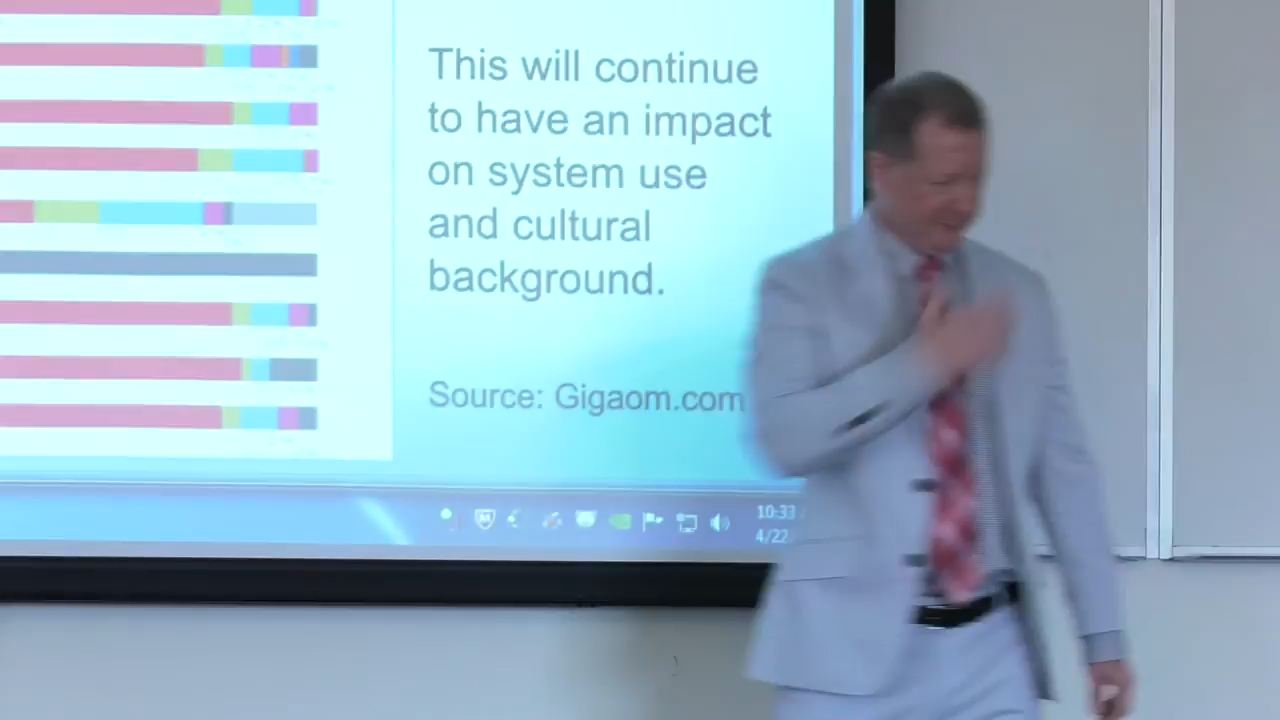 This will continue
to have an impact
on system use
and cultural
background.
Source: Gigaom.com
10:33
4/22